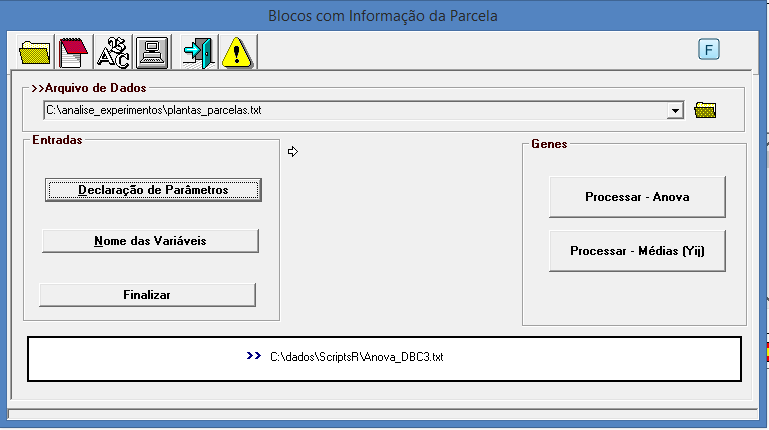 Blocos com Informação da Parcela
F
>>Arquivo de Dados
C:\analise_experimentos\plantas_parcelas.txt
Entradas
Declaração de Parâmetros
Nome das Variáveis
Finalizar
Genes
Processar - Anova
Processar - Médias (Yij)
>> C:\dados\ScriptsR\Anova_DBC3.txt